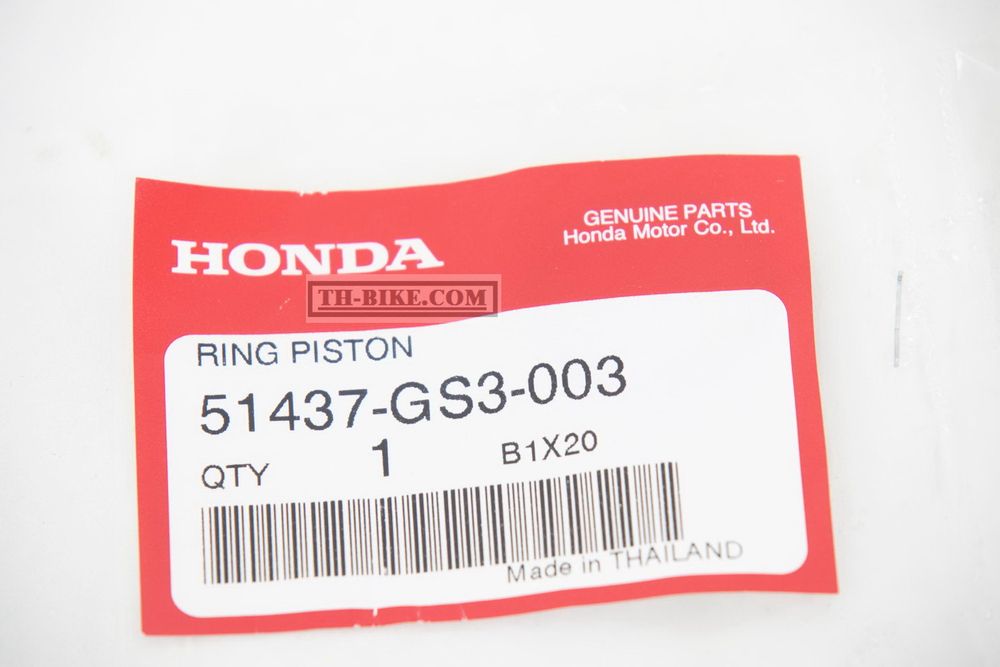 GENUINE PARTS
Honda Motor Co., Ltd.
HONDA
TH-BIKE.COM
RING PISTON
51437-GS3-003
QTY 1 B1X20
Made in THAILAND